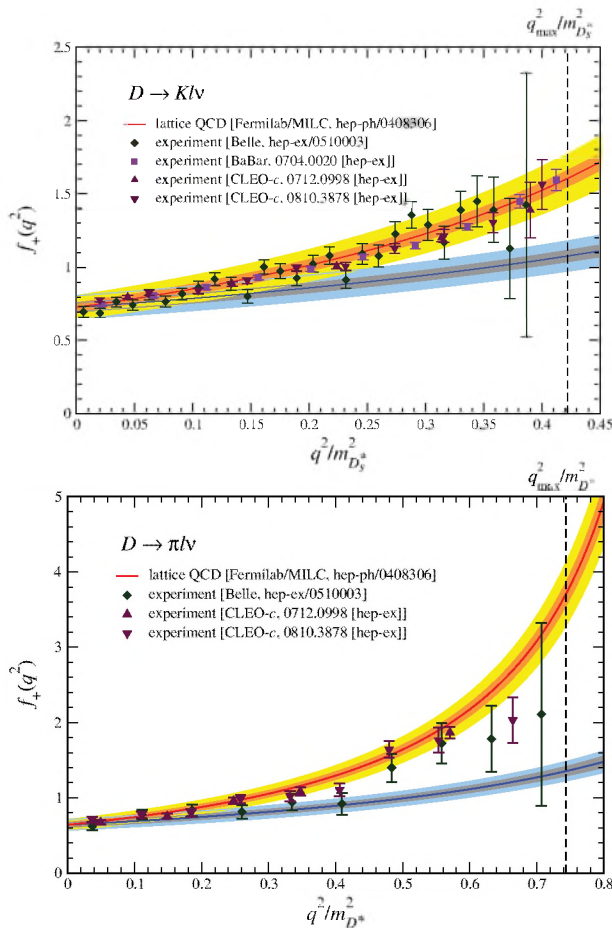 q²max/m²D*s
2.5
2
1.5
1
0.5
0
f+(q²)
D → Klν
lattice QCD [Fermilab/MILC, hep-ph/0408306]
experiment [Belle, hep-ex/0510003]
experiment [BaBar, 0704.0020 [hep-ex]]
experiment [CLEO-c, 0712.0998 [hep-ex]]
experiment [CLEO-c, 0810.3878 [hep-ex]]
0 0.05 0.1 0.15 0.2 0.25 0.3 0.35 0.4 0.45
q²/m²D*s
q²max/m²D*
5
4
3
2
1
0
f+(q²)
D → πlν
lattice QCD [Fermilab/MILC, hep-ph/0408306]
experiment [Belle, hep-ex/0510003]
experiment [CLEO-c, 0712.0998 [hep-ex]]
experiment [CLEO-c, 0810.3878 [hep-ex]]
0 0.1 0.2 0.3 0.4 0.5 0.6 0.7 0.8
q²/m²D*